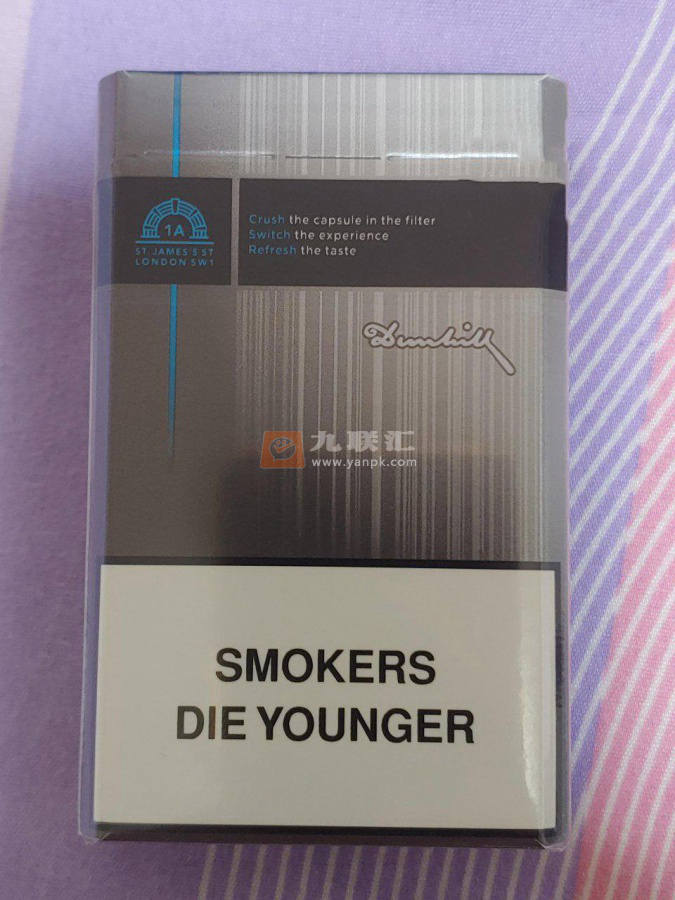 1A
ST. JAMES'S ST
LONDON SW1
Crush the capsule in the filter
Switch the experience
Refresh the taste
Dunhill
九联汇
www.yanpk.com
SMOKERS
DIE YOUNGER